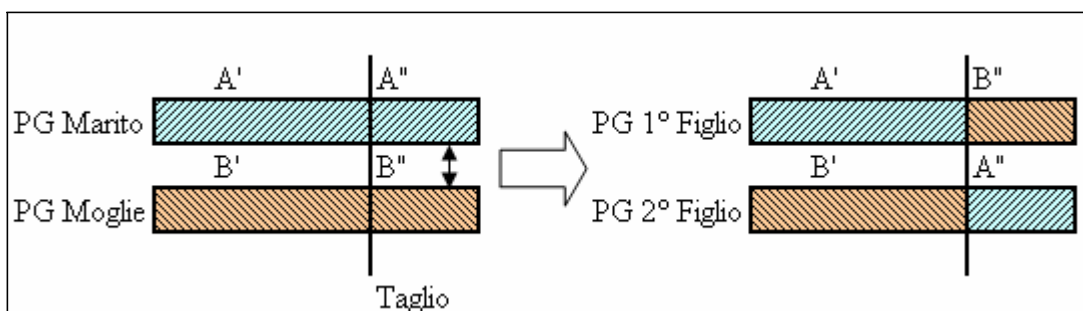 A' A" A' B"
PG Marito PG 1° Figlio
B' B" B' A"
PG Moglie PG 2° Figlio
Taglio